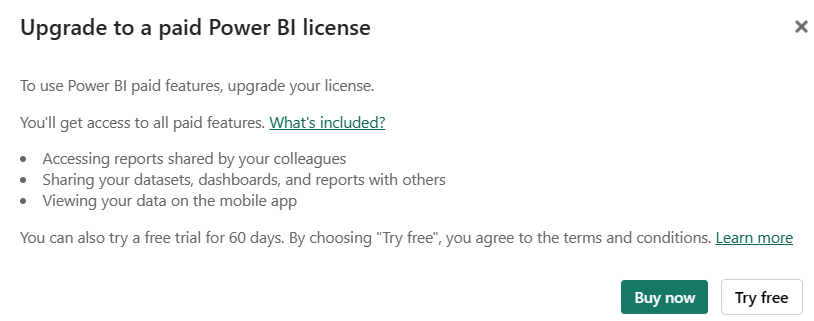 Upgrade to a paid Power BI license
To use Power BI paid features, upgrade your license.
You'll get access to all paid features. What's included?
• Accessing reports shared by your colleagues
• Sharing your datasets, dashboards, and reports with others
• Viewing your data on the mobile app
You can also try a free trial for 60 days. By choosing "Try free", you agree to the terms and conditions. Learn more
Buy now Try free